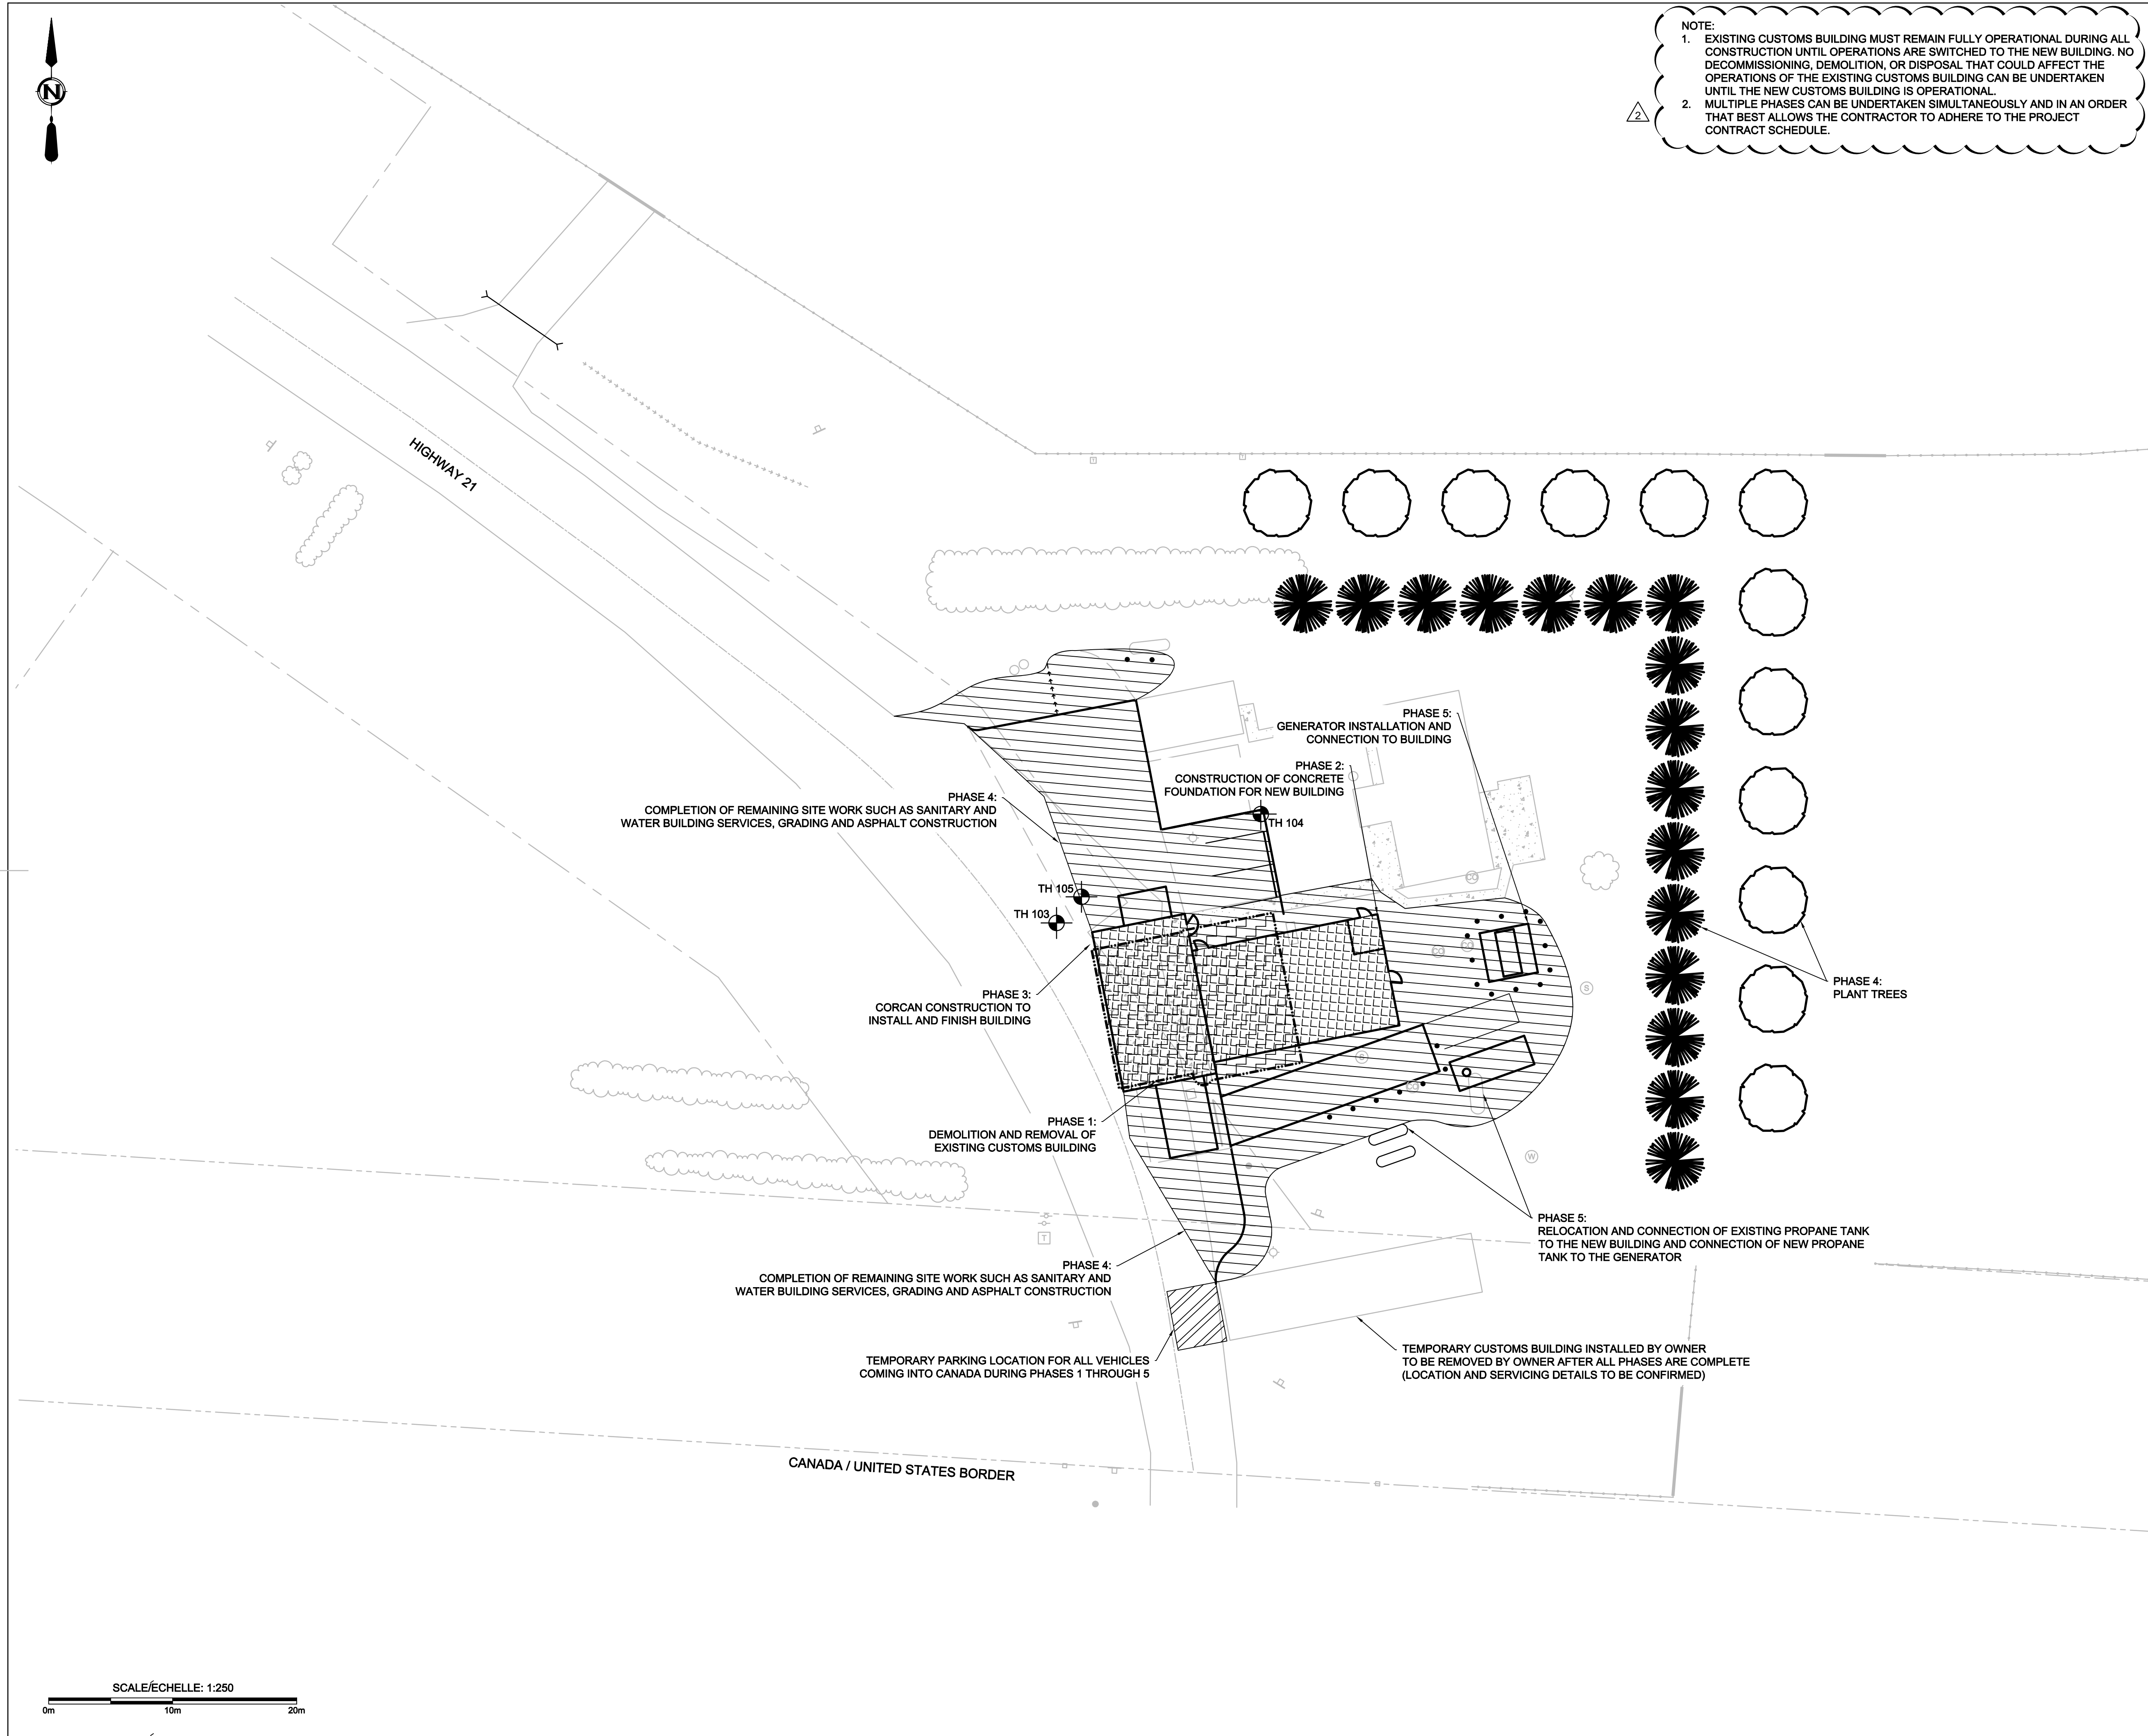 N
NOTE:
1. EXISTING CUSTOMS BUILDING MUST REMAIN FULLY OPERATIONAL DURING ALL
CONSTRUCTION UNTIL OPERATIONS ARE SWITCHED TO THE NEW BUILDING. NO
DECOMMISSIONING, DEMOLITION, OR DISPOSAL THAT COULD AFFECT THE
OPERATIONS OF THE EXISTING CUSTOMS BUILDING CAN BE UNDERTAKEN
UNTIL THE NEW CUSTOMS BUILDING IS OPERATIONAL.
2. MULTIPLE PHASES CAN BE UNDERTAKEN SIMULTANEOUSLY AND IN AN ORDER
THAT BEST ALLOWS THE CONTRACTOR TO ADHERE TO THE PROJECT
CONTRACT SCHEDULE.
2
HIGHWAY 21
PHASE 5:
GENERATOR INSTALLATION AND
CONNECTION TO BUILDING
PHASE 2:
CONSTRUCTION OF CONCRETE
FOUNDATION FOR NEW BUILDING
PHASE 4:
COMPLETION OF REMAINING SITE WORK SUCH AS SANITARY AND
WATER BUILDING SERVICES, GRADING AND ASPHALT CONSTRUCTION
TH 104
TH 105
TH 103
CO
CO
CO
S
PHASE 4:
PLANT TREES
PHASE 3:
CORCAN CONSTRUCTION TO
INSTALL AND FINISH BUILDING
S
CO
PHASE 1:
DEMOLITION AND REMOVAL OF
EXISTING CUSTOMS BUILDING
W
T
PHASE 5:
RELOCATION AND CONNECTION OF EXISTING PROPANE TANK
TO THE NEW BUILDING AND CONNECTION OF NEW PROPANE
TANK TO THE GENERATOR
PHASE 4:
COMPLETION OF REMAINING SITE WORK SUCH AS SANITARY AND
WATER BUILDING SERVICES, GRADING AND ASPHALT CONSTRUCTION
TEMPORARY PARKING LOCATION FOR ALL VEHICLES
COMING INTO CANADA DURING PHASES 1 THROUGH 5
TEMPORARY CUSTOMS BUILDING INSTALLED BY OWNER
TO BE REMOVED BY OWNER AFTER ALL PHASES ARE COMPLETE
(LOCATION AND SERVICING DETAILS TO BE CONFIRMED)
CANADA / UNITED STATES BORDER
SCALE/ECHELLE: 1:250
0m 10m 20m